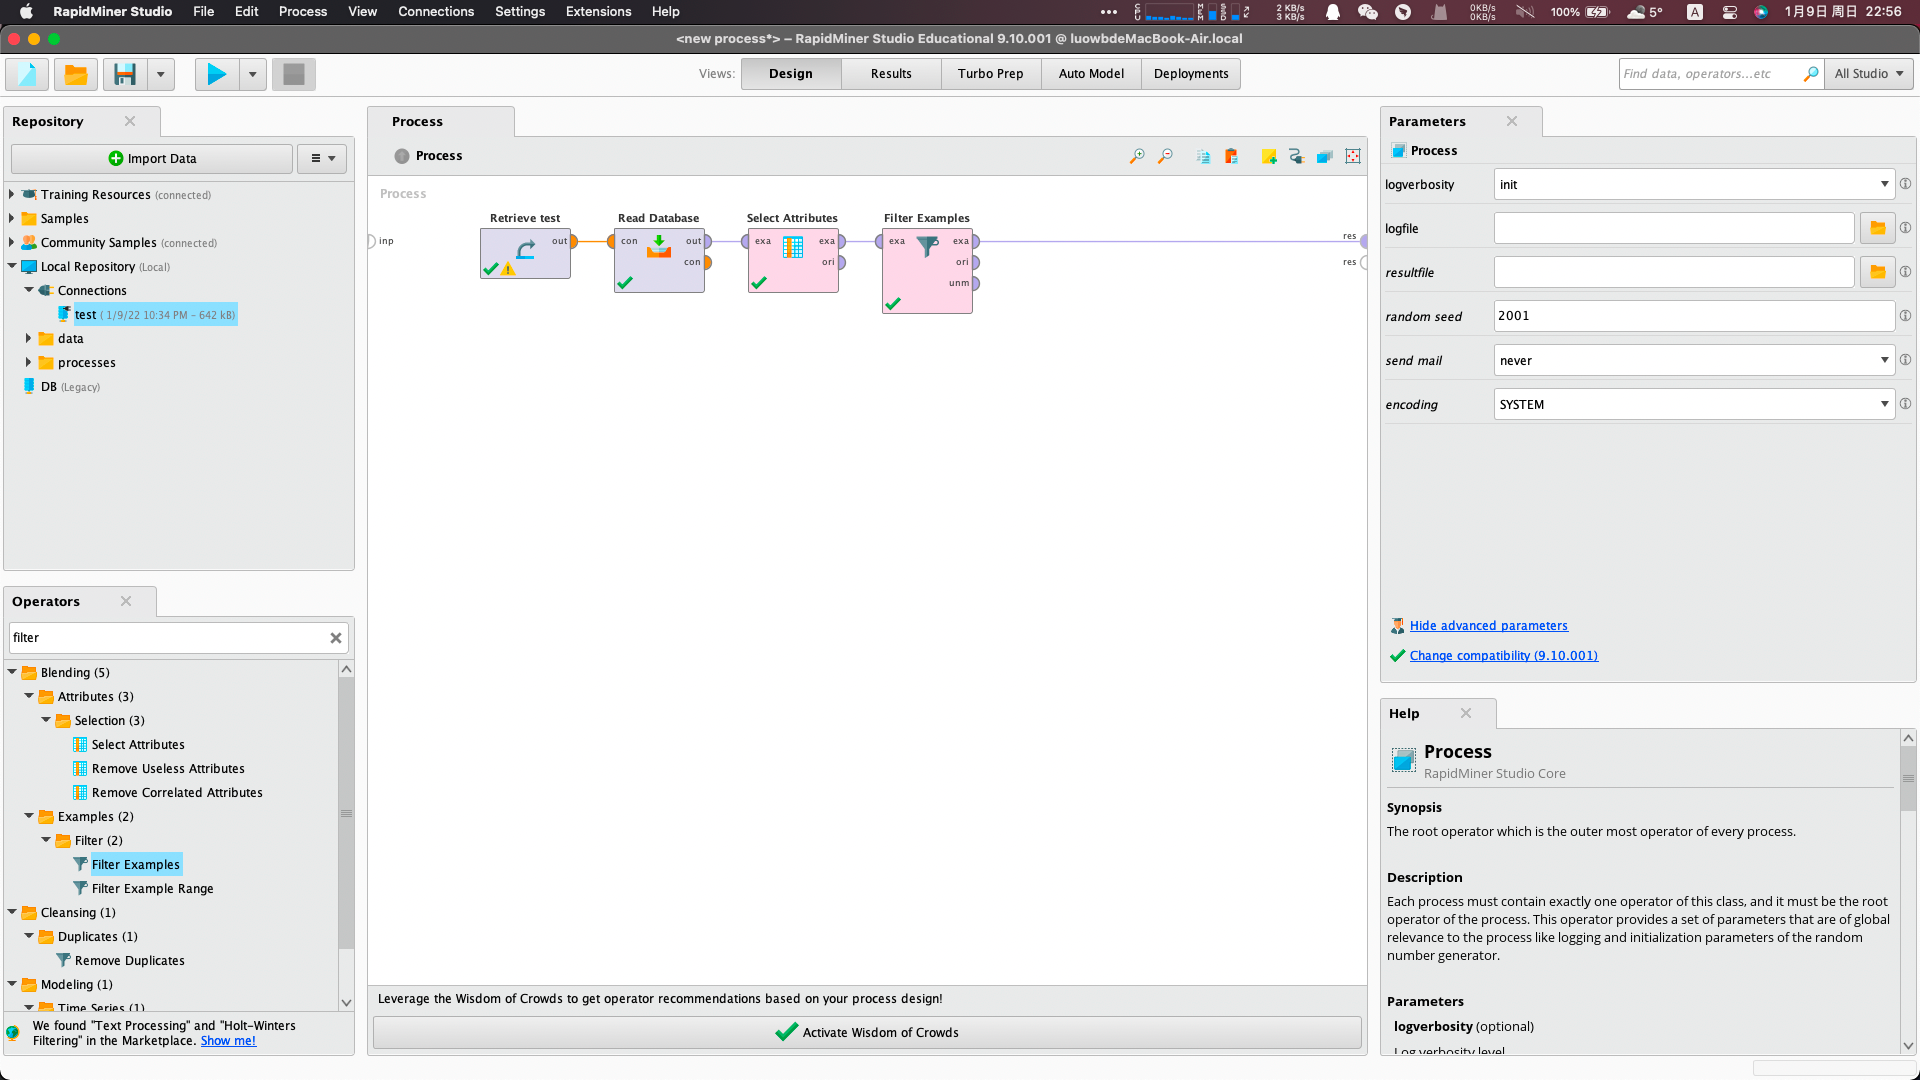 RapidMiner Studio File Edit Process View Connections Settings Extensions Help
2 KB/s
3 KB/s
0KB/s
0KB/s
100%
5°
A
1月9日 周日 22:56
<new process*> – RapidMiner Studio Educational 9.10.001 @ luowbdeMacBook-Air.local
Views: Design Results Turbo Prep Auto Model Deployments
Find data, operators...etc
All Studio
Repository
Import Data
Training Resources (connected)
Samples
Community Samples (connected)
Local Repository (Local)
Connections
test ( 1/9/22 10:34 PM – 642 kB)
data
processes
DB (Legacy)
Operators
filter
Blending (5)
Attributes (3)
Selection (3)
Select Attributes
Remove Useless Attributes
Remove Correlated Attributes
Examples (2)
Filter (2)
Filter Examples
Filter Example Range
Cleansing (1)
Duplicates (1)
Remove Duplicates
Modeling (1)
Time Series (1)
We found "Text Processing" and "Holt-Winters
Filtering" in the Marketplace. Show me!
Process
Process
Process
Retrieve test
Read Database
Select Attributes
Filter Examples
inp
out
con out
con
exa exa
ori
exa exa
ori
unm
res
res
Leverage the Wisdom of Crowds to get operator recommendations based on your process design!
Activate Wisdom of Crowds
Parameters
Process
logverbosity init
logfile
resultfile
random seed 2001
send mail never
encoding SYSTEM
Hide advanced parameters
Change compatibility (9.10.001)
Help
Process
RapidMiner Studio Core
Synopsis
The root operator which is the outer most operator of every process.
Description
Each process must contain exactly one operator of this class, and it must be the root
operator of the process. This operator provides a set of parameters that are of global
relevance to the process like logging and initialization parameters of the random
number generator.
Parameters
logverbosity (optional)
Log verbosity level